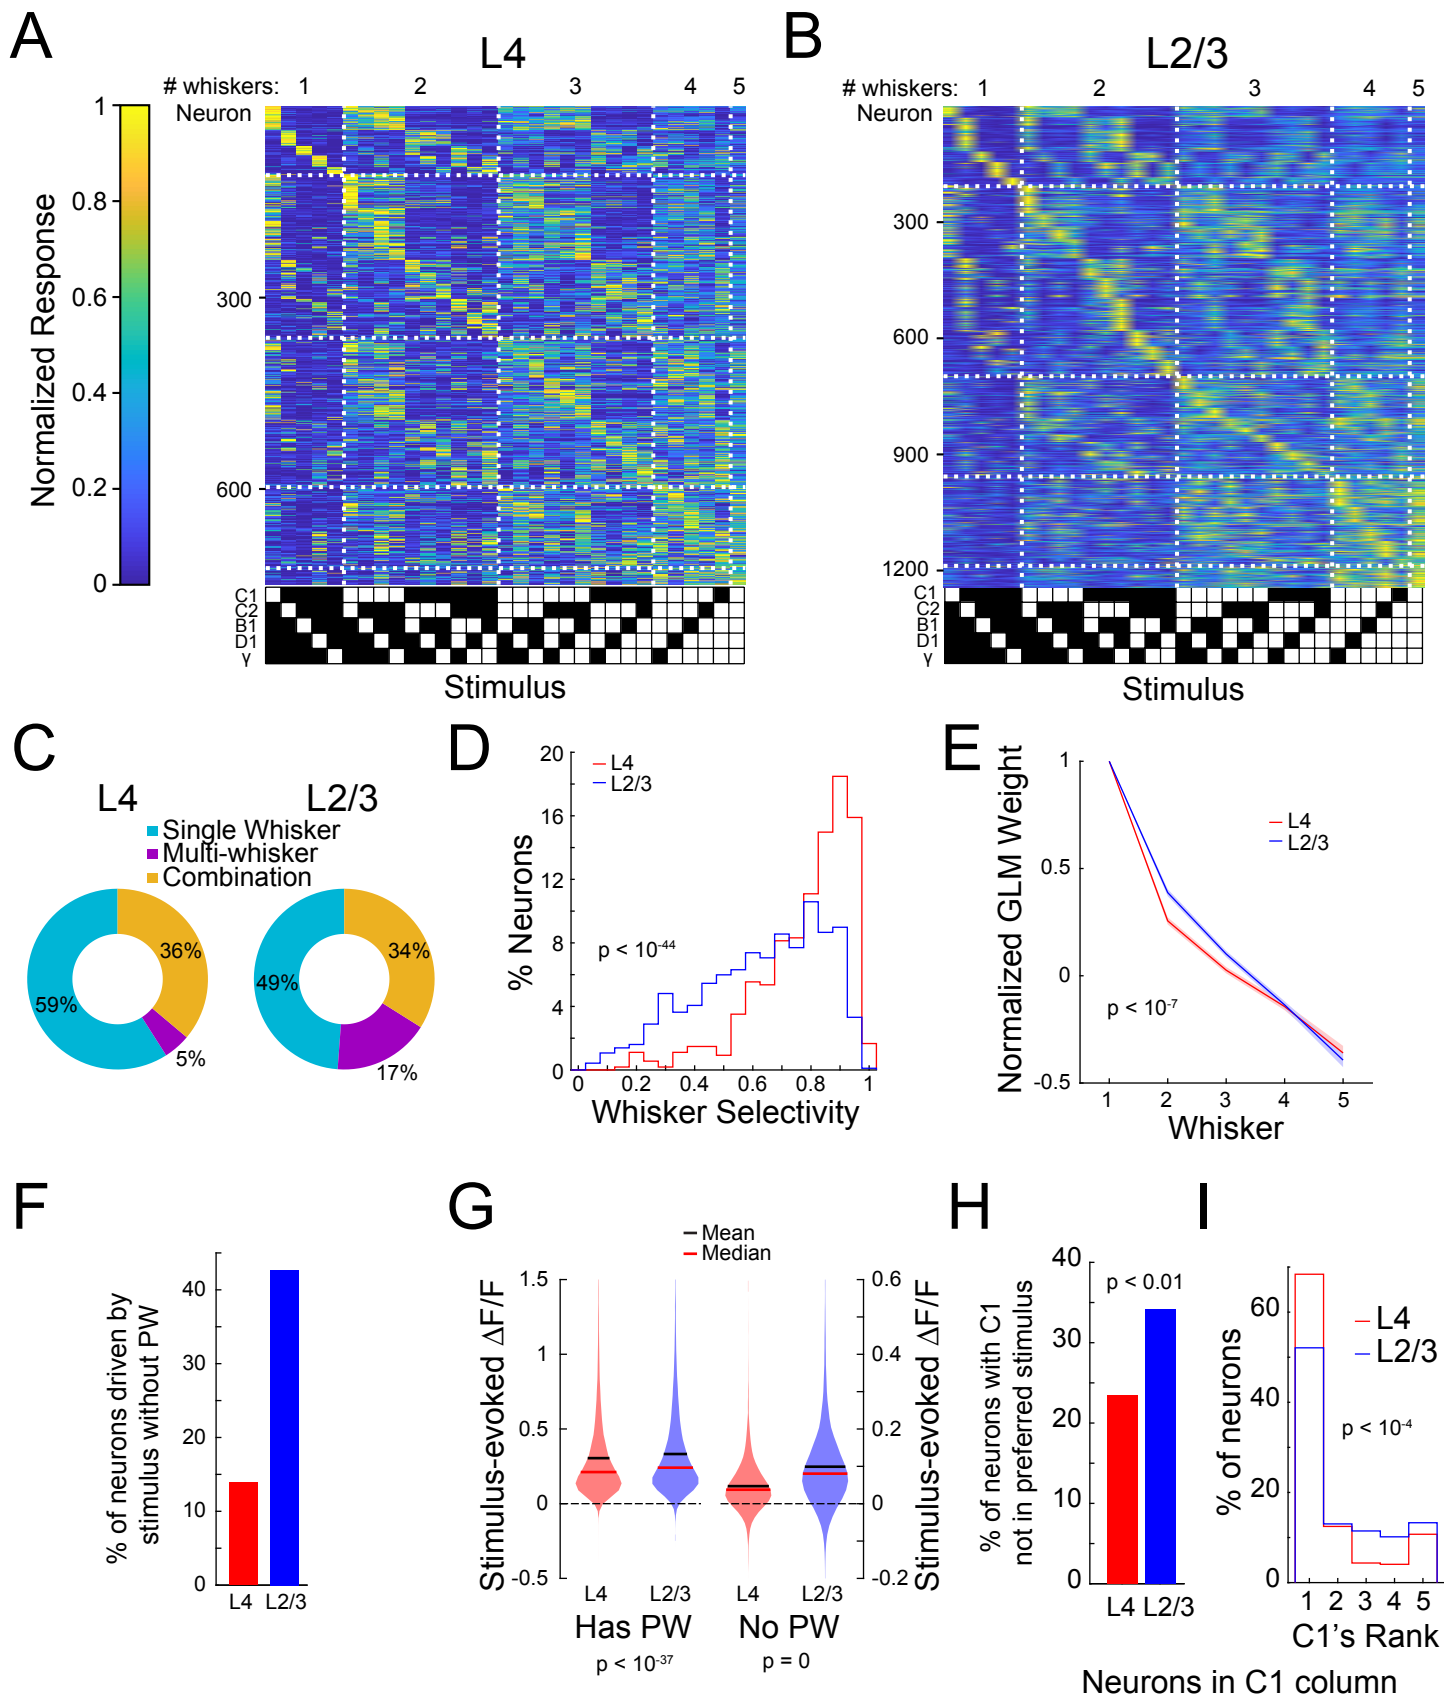 A
L4
# whiskers: 1 2 3 4 5
Neuron
Normalized Response
1
0.8
0.6
0.4
0.2
0
300
600
C1
C2
B1
D1
γ
Stimulus
B
L2/3
# whiskers: 1 2 3 4 5
Neuron
300
600
900
1200
C1
C2
B1
D1
γ
Stimulus
C
L4 L2/3
Single Whisker
Multi-whisker
Combination
36%
59%
5%
34%
49%
17%
D
% Neurons
20
16
12
8
4
0
L4
L2/3
p < 10-44
0 0.2 0.4 0.6 0.8 1
Whisker Selectivity
E
Normalized GLM Weight
1
0.5
0
-0.5
L4
L2/3
p < 10-7
1 2 3 4 5
Whisker
F
% of neurons driven by
stimulus without PW
40
30
20
10
0
L4 L2/3
G
Mean
Median
Stimulus-evoked ΔF/F
1.5
1
0.5
0
-0.5
0.6
0.4
0.2
0
-0.2
Stimulus-evoked ΔF/F
L4 L2/3 L4 L2/3
Has PW No PW
p < 10-37 p = 0
H
% of neurons with C1
not in preferred stimulus
40
30
20
10
0
p < 0.01
L4 L2/3
I
% of neurons
60
40
20
0
L4
L2/3
p < 10-4
1 2 3 4 5
C1's Rank
Neurons in C1 column